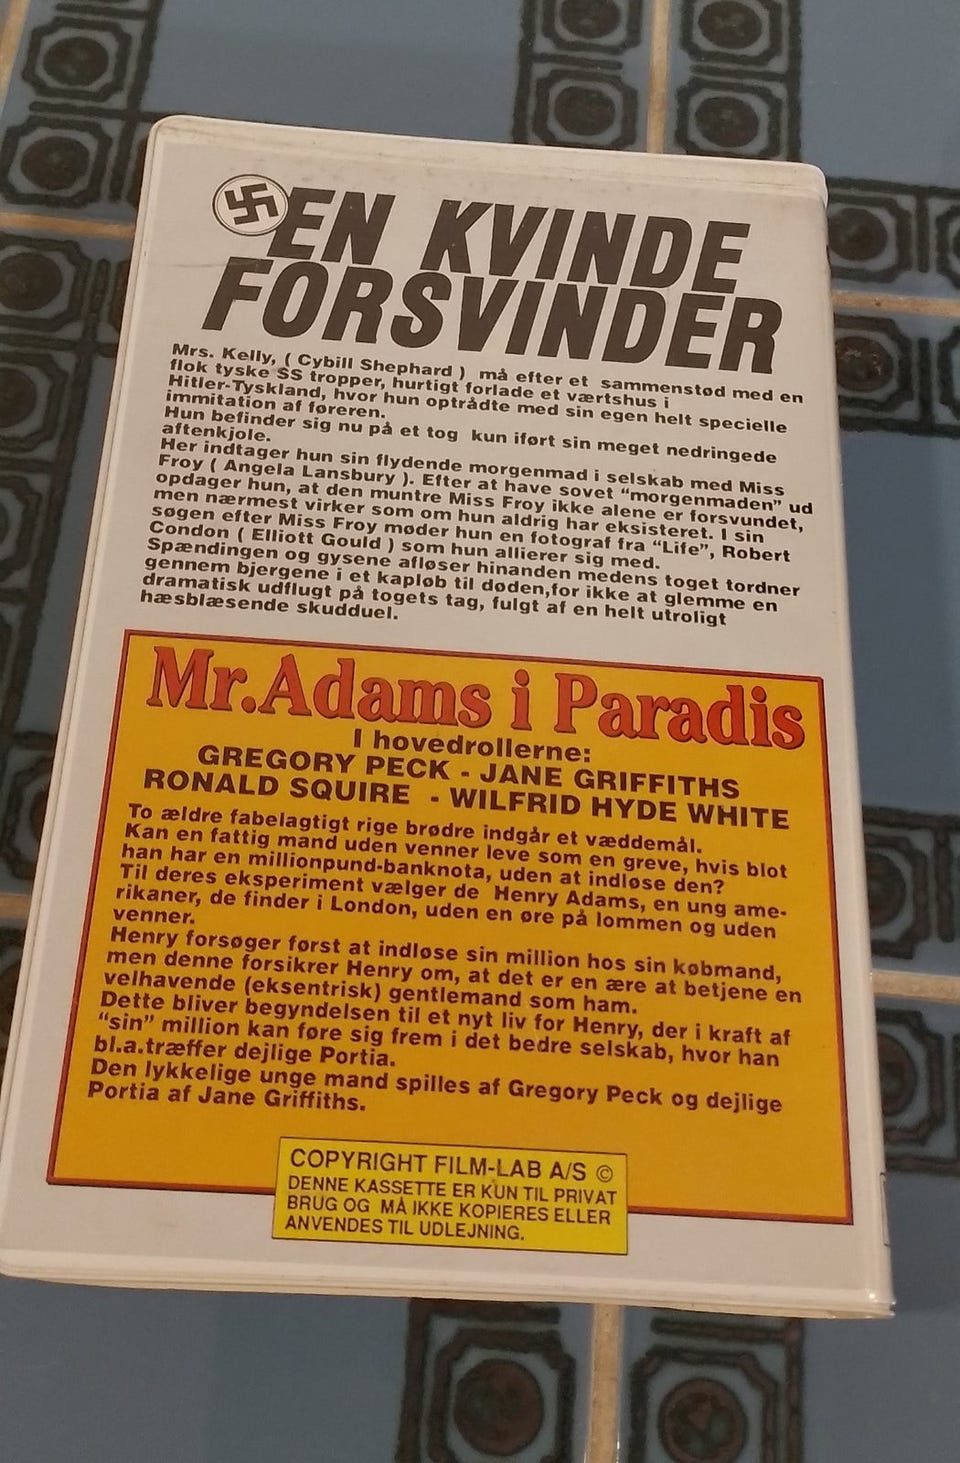 EN KVINDE
FORSVINDER
Mrs. Kelly, ( Cybill Shephard ) må efter et sammenstød med en
flok tyske SS tropper, hurtigt forlade et værtshus i
Hitler-Tyskland, hvor hun optrådte med sin egen helt specielle
immitation af føreren.
Hun befinder sig nu på et tog kun iført sin meget nedringede
aftenkjole.
Her indtager hun sin flydende morgenmad i selskab med Miss
Froy ( Angela Lansbury ). Efter at have sovet “morgenmaden” ud
opdager hun, at den muntre Miss Froy ikke alene er forsvundet,
men nærmest virker som om hun aldrig har eksisteret. I sin
søgen efter Miss Froy møder hun en fotograf fra “Life”, Robert
London ( Elliott Gould ) som hun allierer sig med.
Spændingen og gysene afløser hinanden medens toget tordner
gennem bjergene i et kapløb til døden,for ikke at glemme en
dramatisk udflugt på togets tag, fulgt af en helt utroligt
hæsblæsende skudduel.
Mr.Adams i Paradis
I hovedrollerne:
GREGORY PECK - JANE GRIFFITHS
RONALD SQUIRE - WILFRID HYDE WHITE
To ældre fabelagtigt rige brødre indgår et væddemål.
Kan en fattig mand uden venner leve som en greve, hvis blot
han har en millionpund-banknota, uden at indløse den?
Til deres eksperiment vælger de Henry Adams, en ung ame-
rikaner, de finder i London, uden en øre på lommen og uden
venner.
Henry forsøger først at indløse sin million hos sin købmand,
men denne forsikrer Henry om, at det er en ære at betjene en
velhavende (eksentrisk) gentlemand som ham.
Dette bliver begyndelsen til et nyt liv for Henry, der i kraft af
“sin” million kan føre sig frem i det bedre selskab, hvor han
bl.a.træffer dejlige Portia.
Den lykkelige unge mand spilles af Gregory Peck og dejlige
Portia af Jane Griffiths.
COPYRIGHT FILM-LAB A/S ©
DENNE KASSETTE ER KUN TIL PRIVAT
BRUG OG MÅ IKKE KOPIERES ELLER
ANVENDES TIL UDLEJNING.